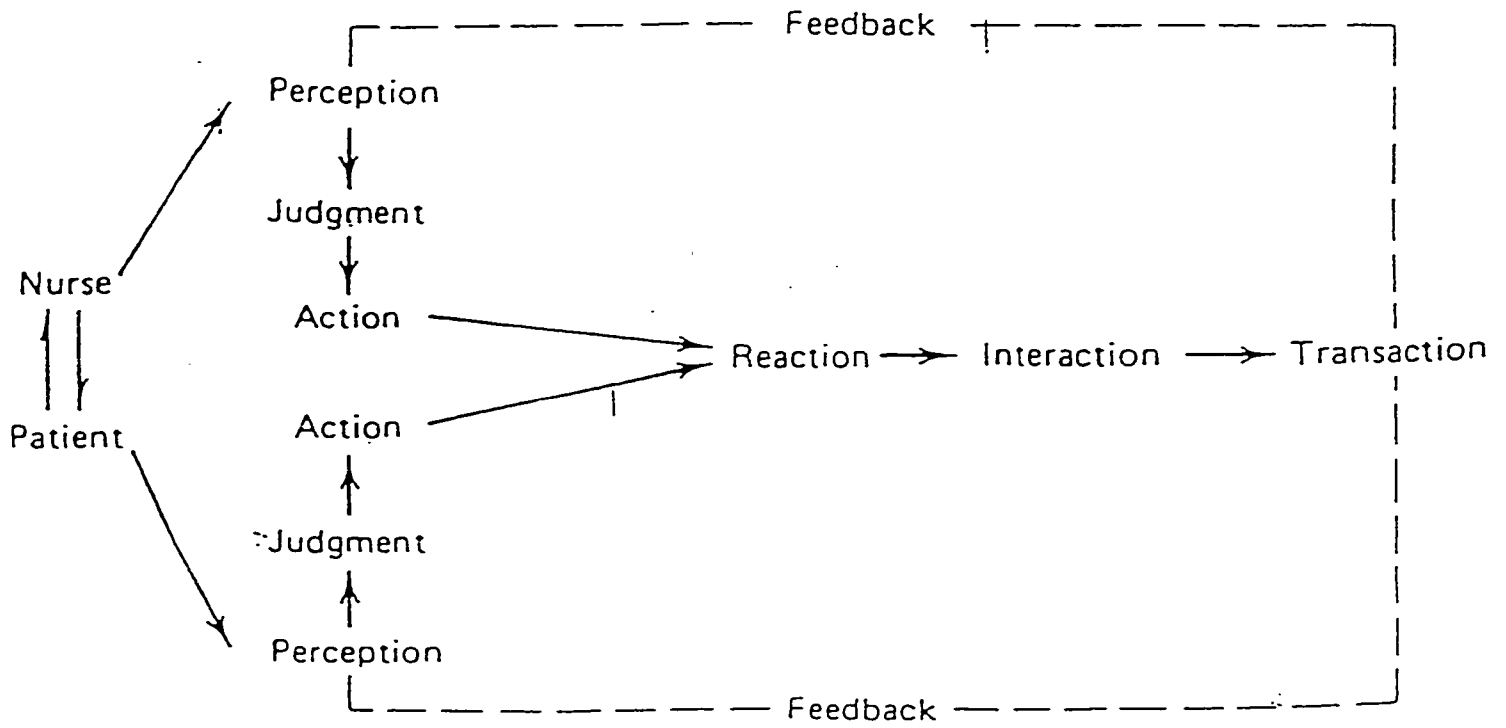 Feedback
Perception
Judgment
Nurse
Action
Reaction Interaction Transaction
Action
Patient
Judgment
Perception
Feedback